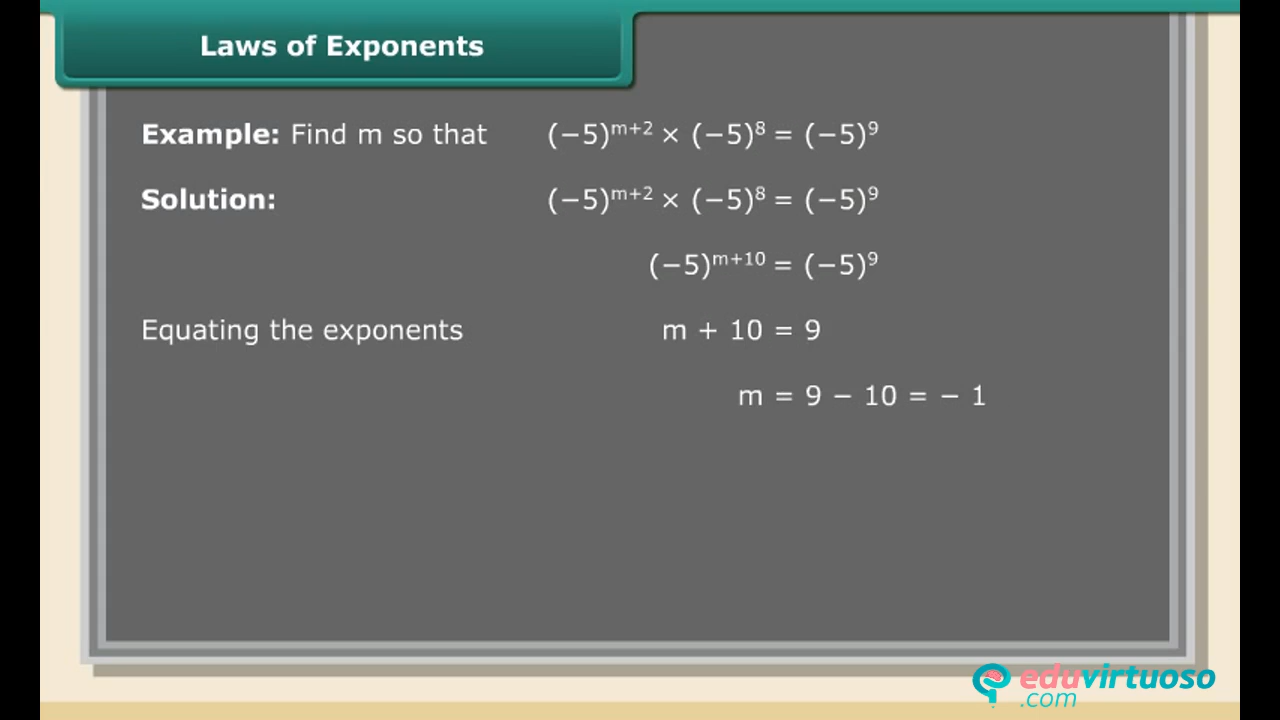 Laws of Exponents
Example: Find m so that (−5)ᵐ⁺² × (−5)⁸ = (−5)⁹
Solution: (−5)ᵐ⁺² × (−5)⁸ = (−5)⁹
(−5)ᵐ⁺¹⁰ = (−5)⁹
Equating the exponents m + 10 = 9
m = 9 − 10 = − 1
eduvirtuoso
.com